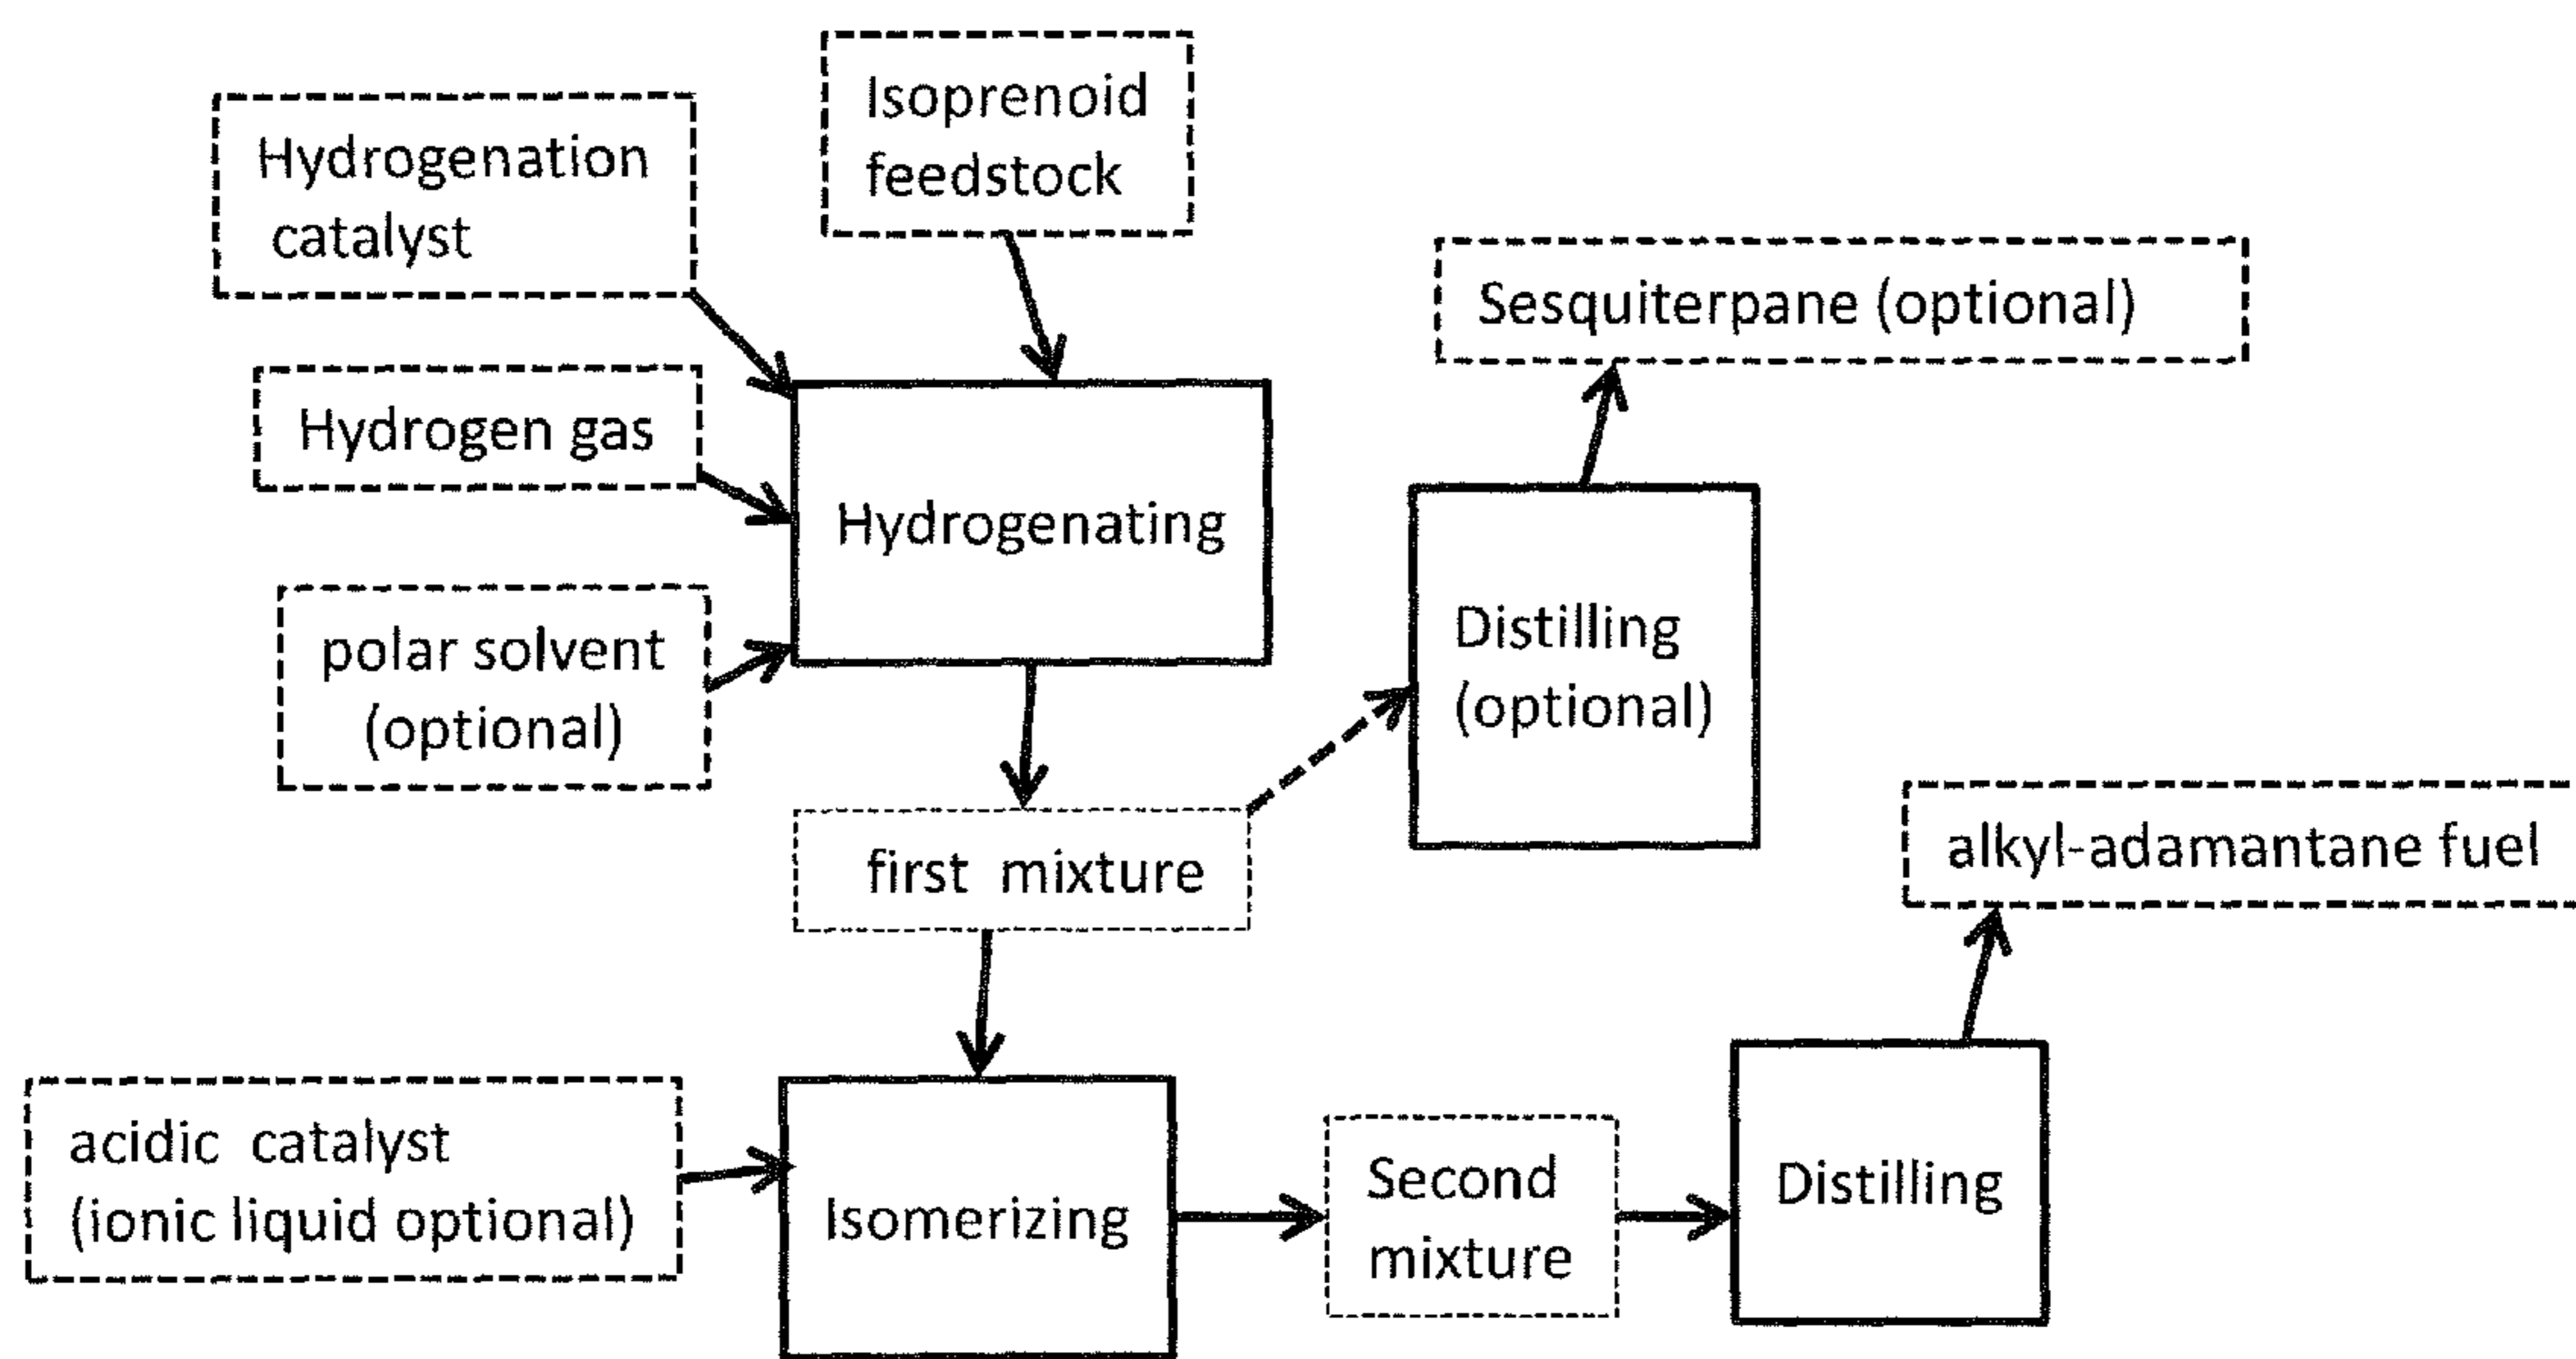 Isoprenoid
feedstock
Hydrogenation
catalyst
Hydrogen gas
polar solvent
(optional)
Hydrogenating
Sesquiterpane (optional)
Distilling
(optional)
first mixture
alkyl-adamantane fuel
acidic catalyst
(ionic liquid optional)
Isomerizing
Second
mixture
Distilling